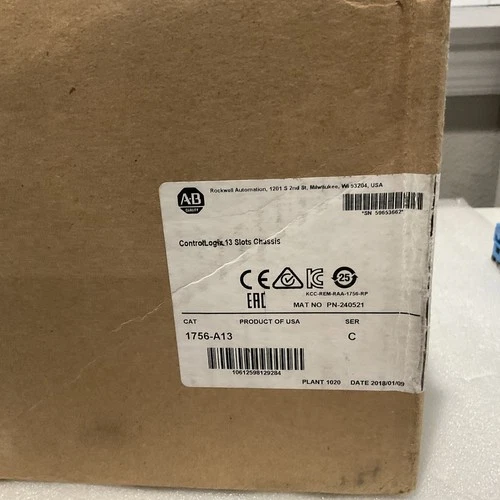 AB
QUALITY
Rockwell Automation, 1201 S 2nd St, Milwaukee, WI 53204, USA
*SN 59653667*
ControlLogix,13 Slots Chassis
CE
25
EAC
KCC-REM-RAA-1756-RP
MAT NO PN-240521
CAT PRODUCT OF USA SER
1756-A13 C
10612598129284
PLANT 1020 DATE 2018/01/09